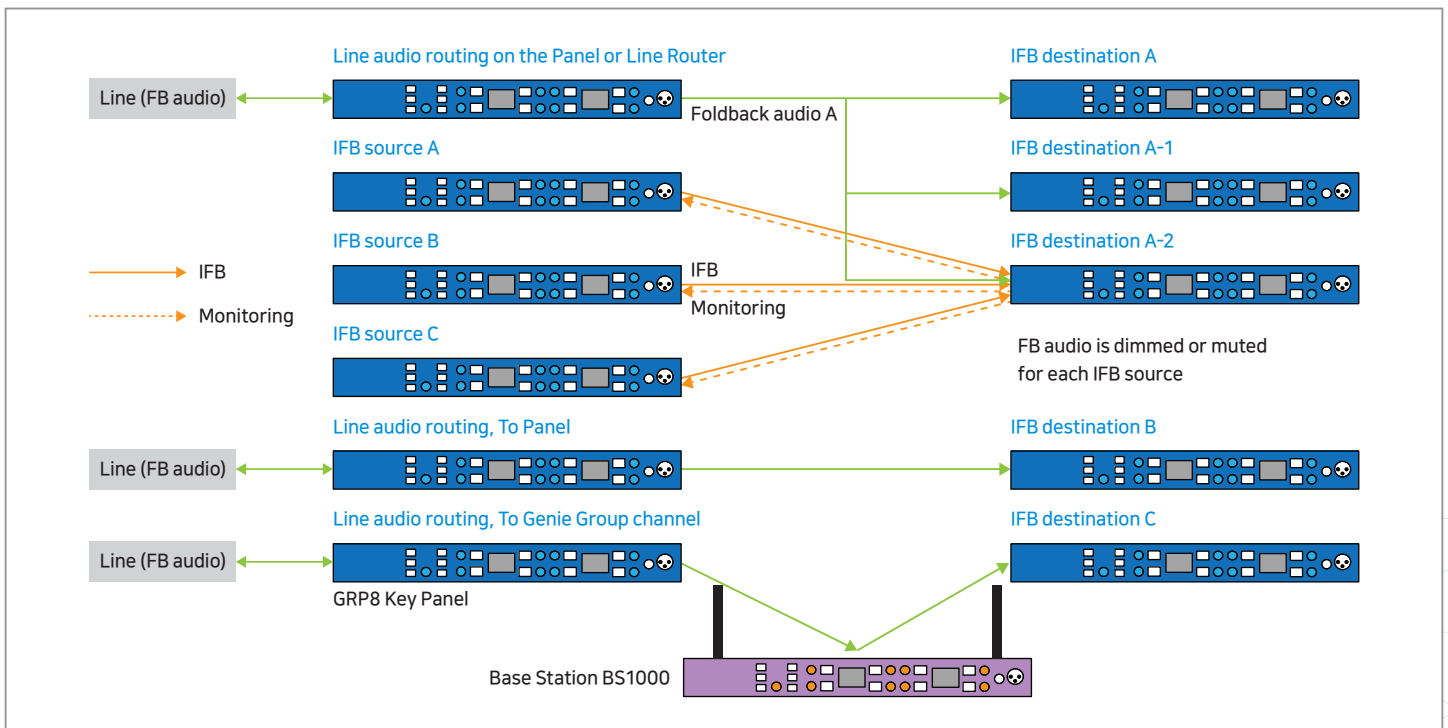 Line audio routing on the Panel or Line Router
IFB destination A
Line (FB audio)
Foldback audio A
IFB source A
IFB destination A-1
IFB source B
IFB destination A-2
IFB
IFB
Monitoring
Monitoring
IFB source C
FB audio is dimmed or muted
for each IFB source
Line audio routing, To Panel
IFB destination B
Line (FB audio)
Line audio routing, To Genie Group channel
IFB destination C
Line (FB audio)
GRP8 Key Panel
Base Station BS1000